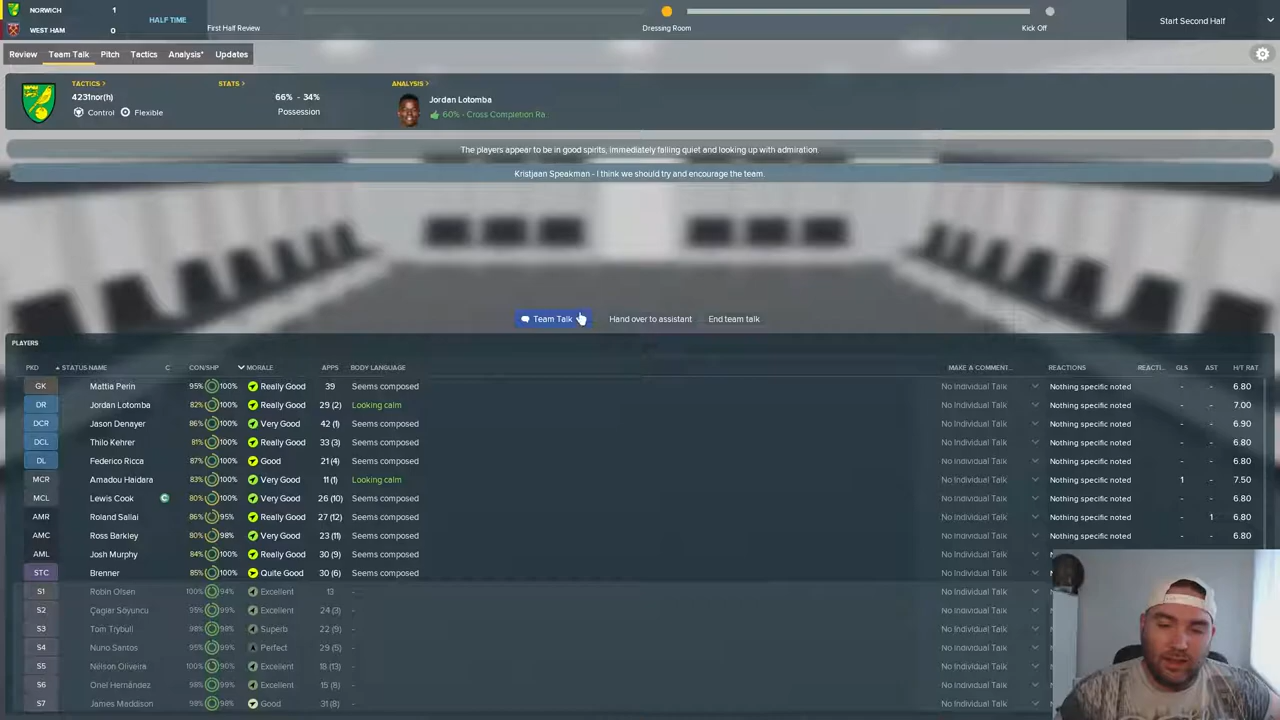 NORWICH 1
WEST HAM 0
HALF TIME
First Half Review
Dressing Room
Kick Off
Start Second Half
Review Team Talk Pitch Tactics Analysis* Updates
TACTICS >
4231nor(h)
Control Flexible
STATS >
66% - 34%
Possession
ANALYSIS >
Jordan Lotomba
60% - Cross Completion Ra...
The players appear to be in good spirits, immediately falling quiet and looking up with admiration.
Kristjaan Speakman - I think we should try and encourage the team.
Team Talk Hand over to assistant End team talk
PLAYERS
PKD STATUS NAME C CON/SHP MORALE APPS BODY LANGUAGE MAKE A COMMENT... REACTIONS REACTI... GLS AST H/T RAT
GK Mattia Perin 95% 100% Really Good 39 Seems composed No Individual Talk Nothing specific noted - - 6.80
DR Jordan Lotomba 82% 100% Really Good 29 (2) Looking calm No Individual Talk Nothing specific noted - - 7.00
DCR Jason Denayer 86% 100% Very Good 42 (1) Seems composed No Individual Talk Nothing specific noted - - 6.90
DCL Thilo Kehrer 81% 100% Really Good 33 (3) Seems composed No Individual Talk Nothing specific noted - - 6.80
DL Federico Ricca 87% 100% Good 21 (4) Seems composed No Individual Talk Nothing specific noted - - 6.80
MCR Amadou Haidara 83% 100% Very Good 11 (1) Looking calm No Individual Talk Nothing specific noted 1 - 7.50
MCL Lewis Cook C 80% 100% Very Good 26 (10) Seems composed No Individual Talk Nothing specific noted - - 6.80
AMR Roland Sallai 86% 95% Really Good 27 (12) Seems composed No Individual Talk Nothing specific noted - 1 6.80
AMC Ross Barkley 80% 98% Very Good 23 (11) Seems composed No Individual Talk Nothing specific noted - - 6.80
AML Josh Murphy 84% 100% Really Good 30 (9) Seems composed No Individual Talk
STC Brenner 85% 100% Quite Good 30 (6) Seems composed No Individual Talk
S1 Robin Olsen 100% 94% Excellent 13 - No Individual Talk
S2 Çağlar Söyüncü 95% 99% Excellent 24 (3) - No Individual Talk
S3 Tom Trybull 98% 98% Superb 22 (9) - No Individual Talk
S4 Nuno Santos 95% 99% Perfect 29 (5) - No Individual Talk
S5 Nélson Oliveira 100% 90% Excellent 18 (13) - No Individual Talk
S6 Onel Hernández 98% 99% Excellent 15 (8) - No Individual Talk
S7 James Maddison 98% 98% Good 31 (8) - No Individual Talk